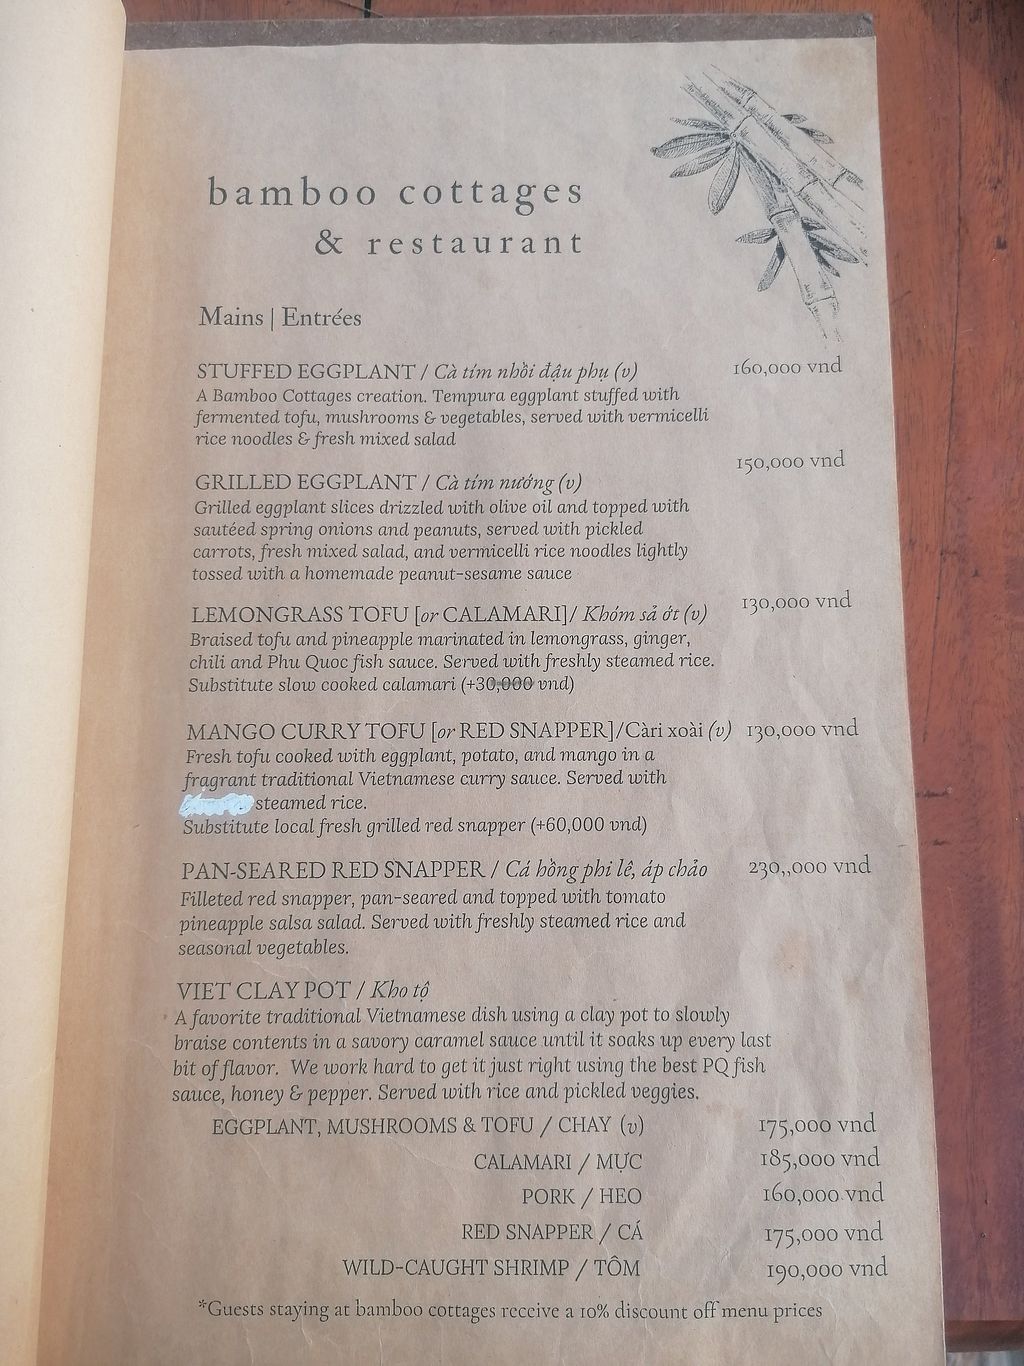 bamboo cottages
& restaurant
Mains | Entrées
STUFFED EGGPLANT / Cà tím nhồi đậu phụ (v) 160,000 vnd
A Bamboo Cottages creation. Tempura eggplant stuffed with
fermented tofu, mushrooms & vegetables, served with vermicelli
rice noodles & fresh mixed salad
GRILLED EGGPLANT / Cà tím nướng (v) 150,000 vnd
Grilled eggplant slices drizzled with olive oil and topped with
sautéed spring onions and peanuts, served with pickled
carrots, fresh mixed salad, and vermicelli rice noodles lightly
tossed with a homemade peanut-sesame sauce
LEMONGRASS TOFU [or CALAMARI]/ Khóm sả ớt (v) 130,000 vnd
Braised tofu and pineapple marinated in lemongrass, ginger,
chili and Phu Quoc fish sauce. Served with freshly steamed rice.
Substitute slow cooked calamari (+30,000 vnd)
MANGO CURRY TOFU [or RED SNAPPER]/Càri xoài (v) 130,000 vnd
Fresh tofu cooked with eggplant, potato, and mango in a
fragrant traditional Vietnamese curry sauce. Served with
steamed rice.
Substitute local fresh grilled red snapper (+60,000 vnd)
PAN-SEARED RED SNAPPER / Cá hồng phi lê, áp chảo 230,,000 vnd
Filleted red snapper, pan-seared and topped with tomato
pineapple salsa salad. Served with freshly steamed rice and
seasonal vegetables.
VIET CLAY POT / Kho tộ
A favorite traditional Vietnamese dish using a clay pot to slowly
braise contents in a savory caramel sauce until it soaks up every last
bit of flavor. We work hard to get it just right using the best PQ fish
sauce, honey & pepper. Served with rice and pickled veggies.
EGGPLANT, MUSHROOMS & TOFU / CHAY (v) 175,000 vnd
CALAMARI / MỰC 185,000 vnd
PORK / HEO 160,000 vnd
RED SNAPPER / CÁ 175,000 vnd
WILD-CAUGHT SHRIMP / TÔM 190,000 vnd
*Guests staying at bamboo cottages receive a 10% discount off menu prices